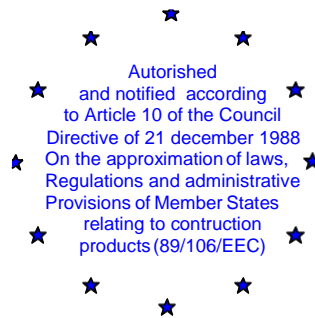 Autorished
and notified according
to Article 10 of the Council
Directive of 21 december 1988
On the approximation of laws,
Regulations and administrative
Provisions of Member States
relating to contruction
products (89/106/EEC)